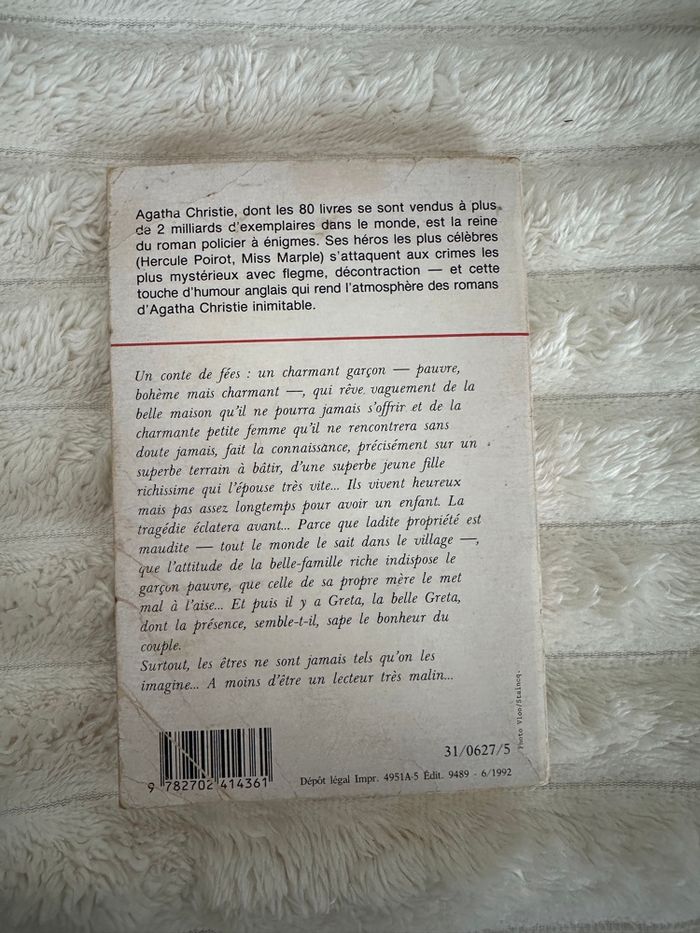 Agatha Christie, dont les 80 livres se sont vendus à plus
de 2 milliards d'exemplaires dans le monde, est la reine
du roman policier à énigmes. Ses héros les plus célèbres
(Hercule Poirot, Miss Marple) s'attaquent aux crimes les
plus mystérieux avec flegme, décontraction — et cette
touche d'humour anglais qui rend l'atmosphère des romans
d'Agatha Christie inimitable.
Un conte de fées : un charmant garçon — pauvre,
bohème mais charmant —, qui rêve vaguement de la
belle maison qu'il ne pourra jamais s'offrir et de la
charmante petite femme qu'il ne rencontrera sans
doute jamais, fait la connaissance, précisément sur un
superbe terrain à bâtir, d'une superbe jeune fille
richissime qui l'épouse très vite... Ils vivent heureux
mais pas assez longtemps pour avoir un enfant. La
tragédie éclatera avant... Parce que ladite propriété est
maudite — tout le monde le sait dans le village —,
que l'attitude de la belle-famille riche indispose le
garçon pauvre, que celle de sa propre mère le met
mal à l'aise... Et puis il y a Greta, la belle Greta,
dont la présence, semble-t-il, sape le bonheur du
couple.
Surtout, les êtres ne sont jamais tels qu'on les
imagine... A moins d'être un lecteur très malin...
Photo Vloo/Staincq.
31/0627/5
9 782702 414361
Dépôt légal Impr. 4951A-5 Édit. 9489 - 6/1992